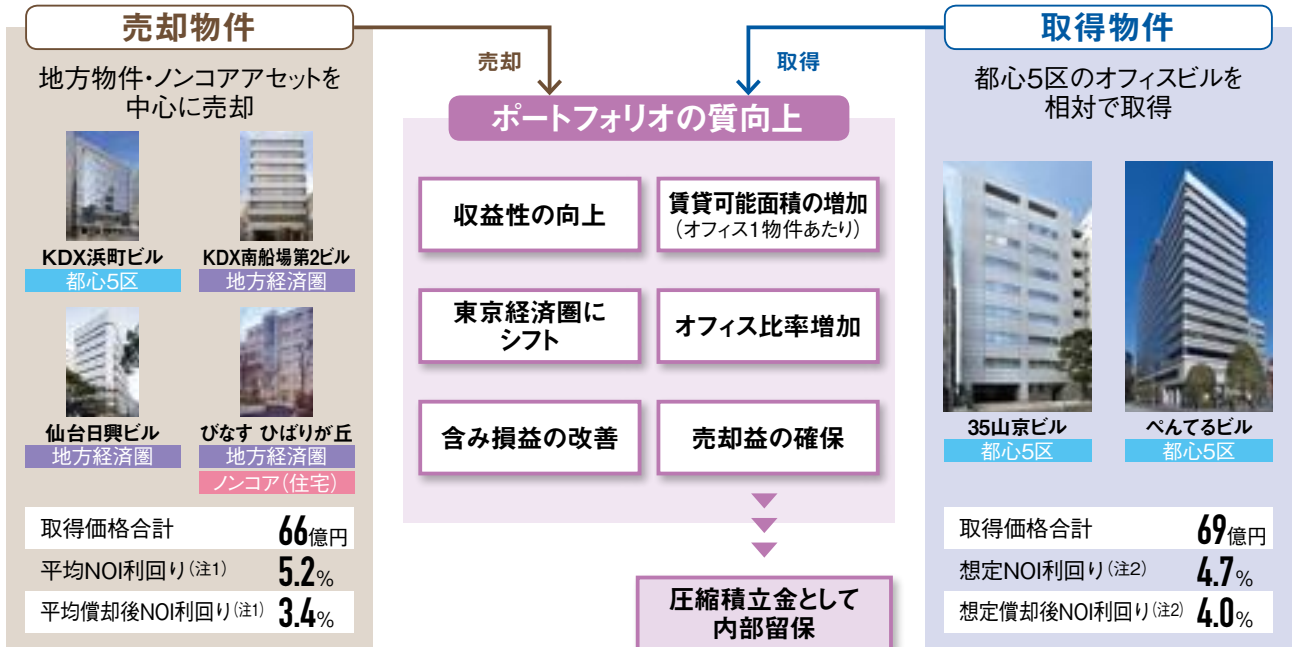 売却物件
地方物件・ノンコアアセットを
中心に売却
KDX浜町ビル
都心5区
KDX南船場第2ビル
地方経済圏
仙台日興ビル
地方経済圏
びなす ひばりが丘
地方経済圏
ノンコア(住宅)
取得価格合計 66億円
平均NOI利回り(注1) 5.2%
平均償却後NOI利回り(注1) 3.4%
売却
取得
ポートフォリオの質向上
収益性の向上
賃貸可能面積の増加
(オフィス1物件あたり)
東京経済圏に
シフト
オフィス比率増加
含み損益の改善
売却益の確保
圧縮積立金として
内部留保
取得物件
都心5区のオフィスビルを
相対で取得
35山京ビル
都心5区
ぺんてるビル
都心5区
取得価格合計 69億円
想定NOI利回り(注2) 4.7%
想定償却後NOI利回り(注2) 4.0%